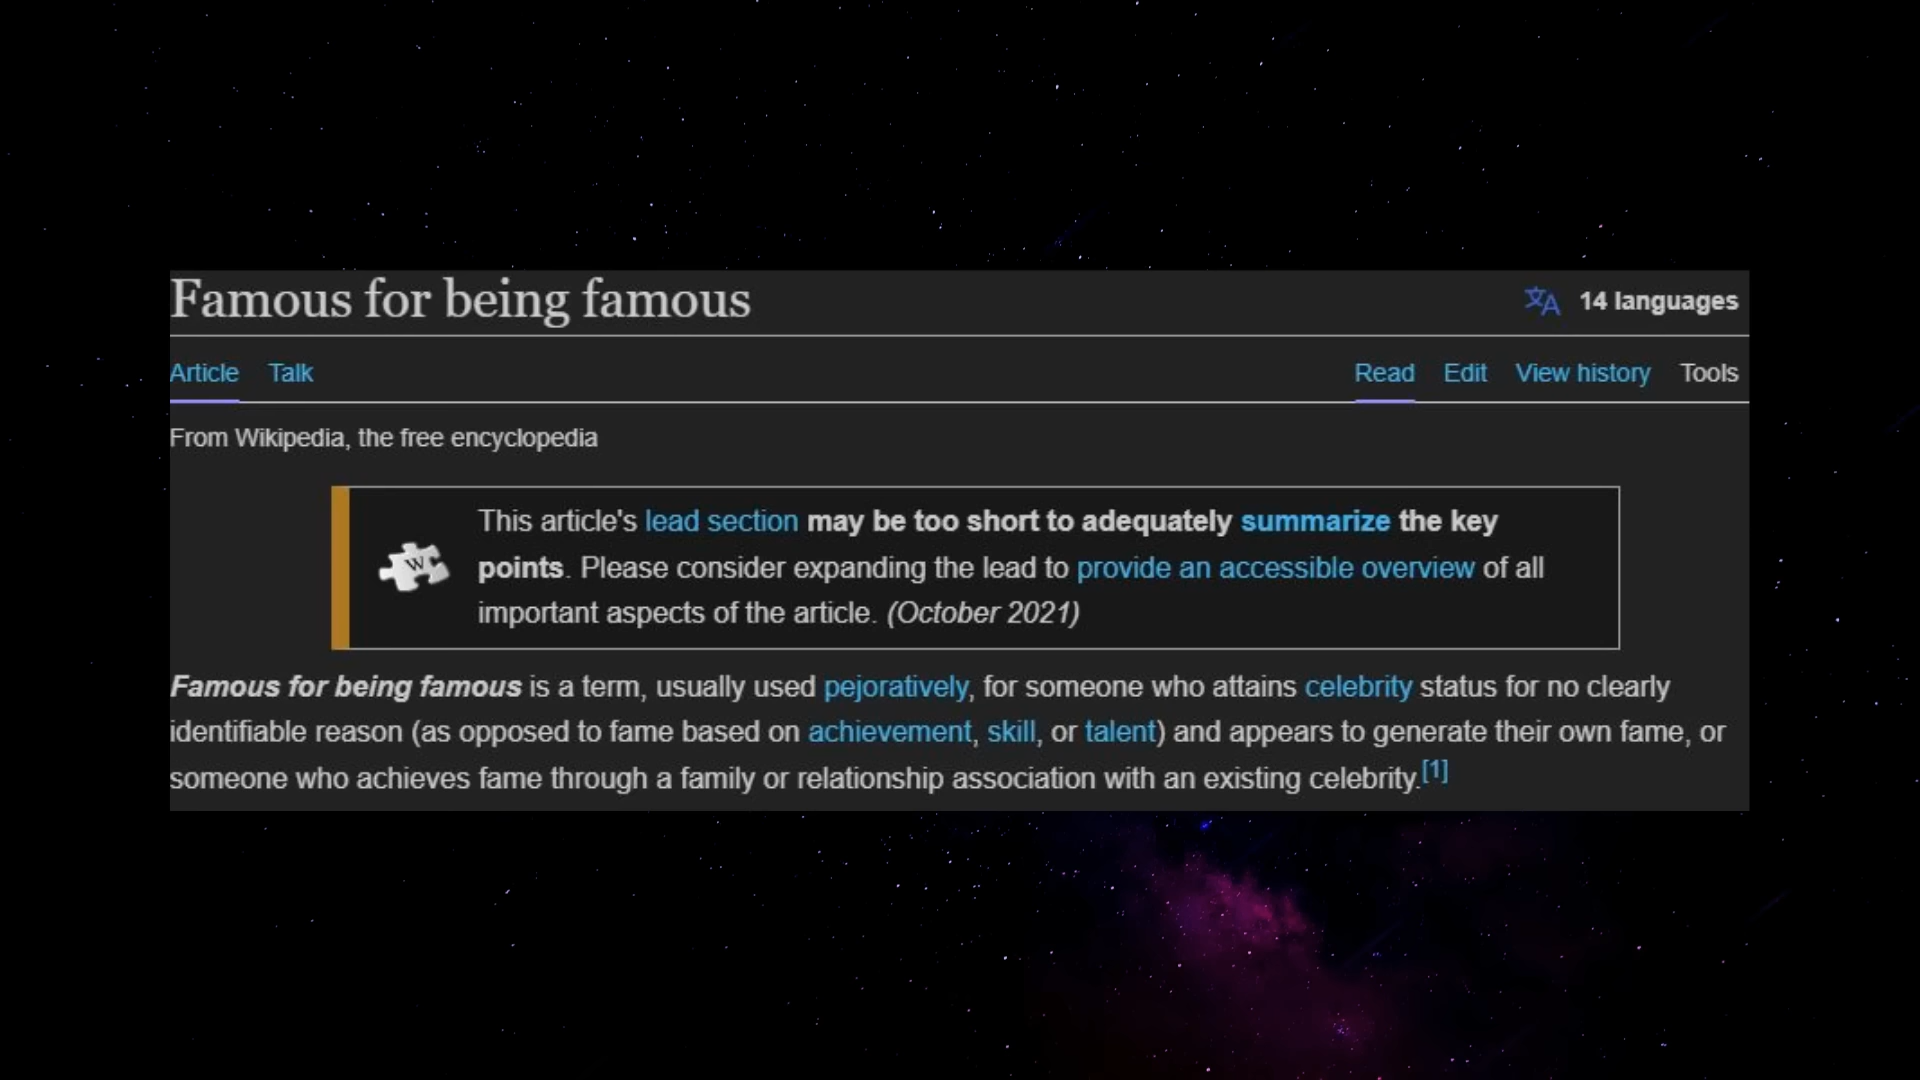 Famous for being famous
14 languages
Article Talk Read Edit View history Tools
From Wikipedia, the free encyclopedia
This article's lead section may be too short to adequately summarize the key
points. Please consider expanding the lead to provide an accessible overview of all
important aspects of the article. (October 2021)
W
Famous for being famous is a term, usually used pejoratively, for someone who attains celebrity status for no clearly
identifiable reason (as opposed to fame based on achievement, skill, or talent) and appears to generate their own fame, or
someone who achieves fame through a family or relationship association with an existing celebrity.[1]